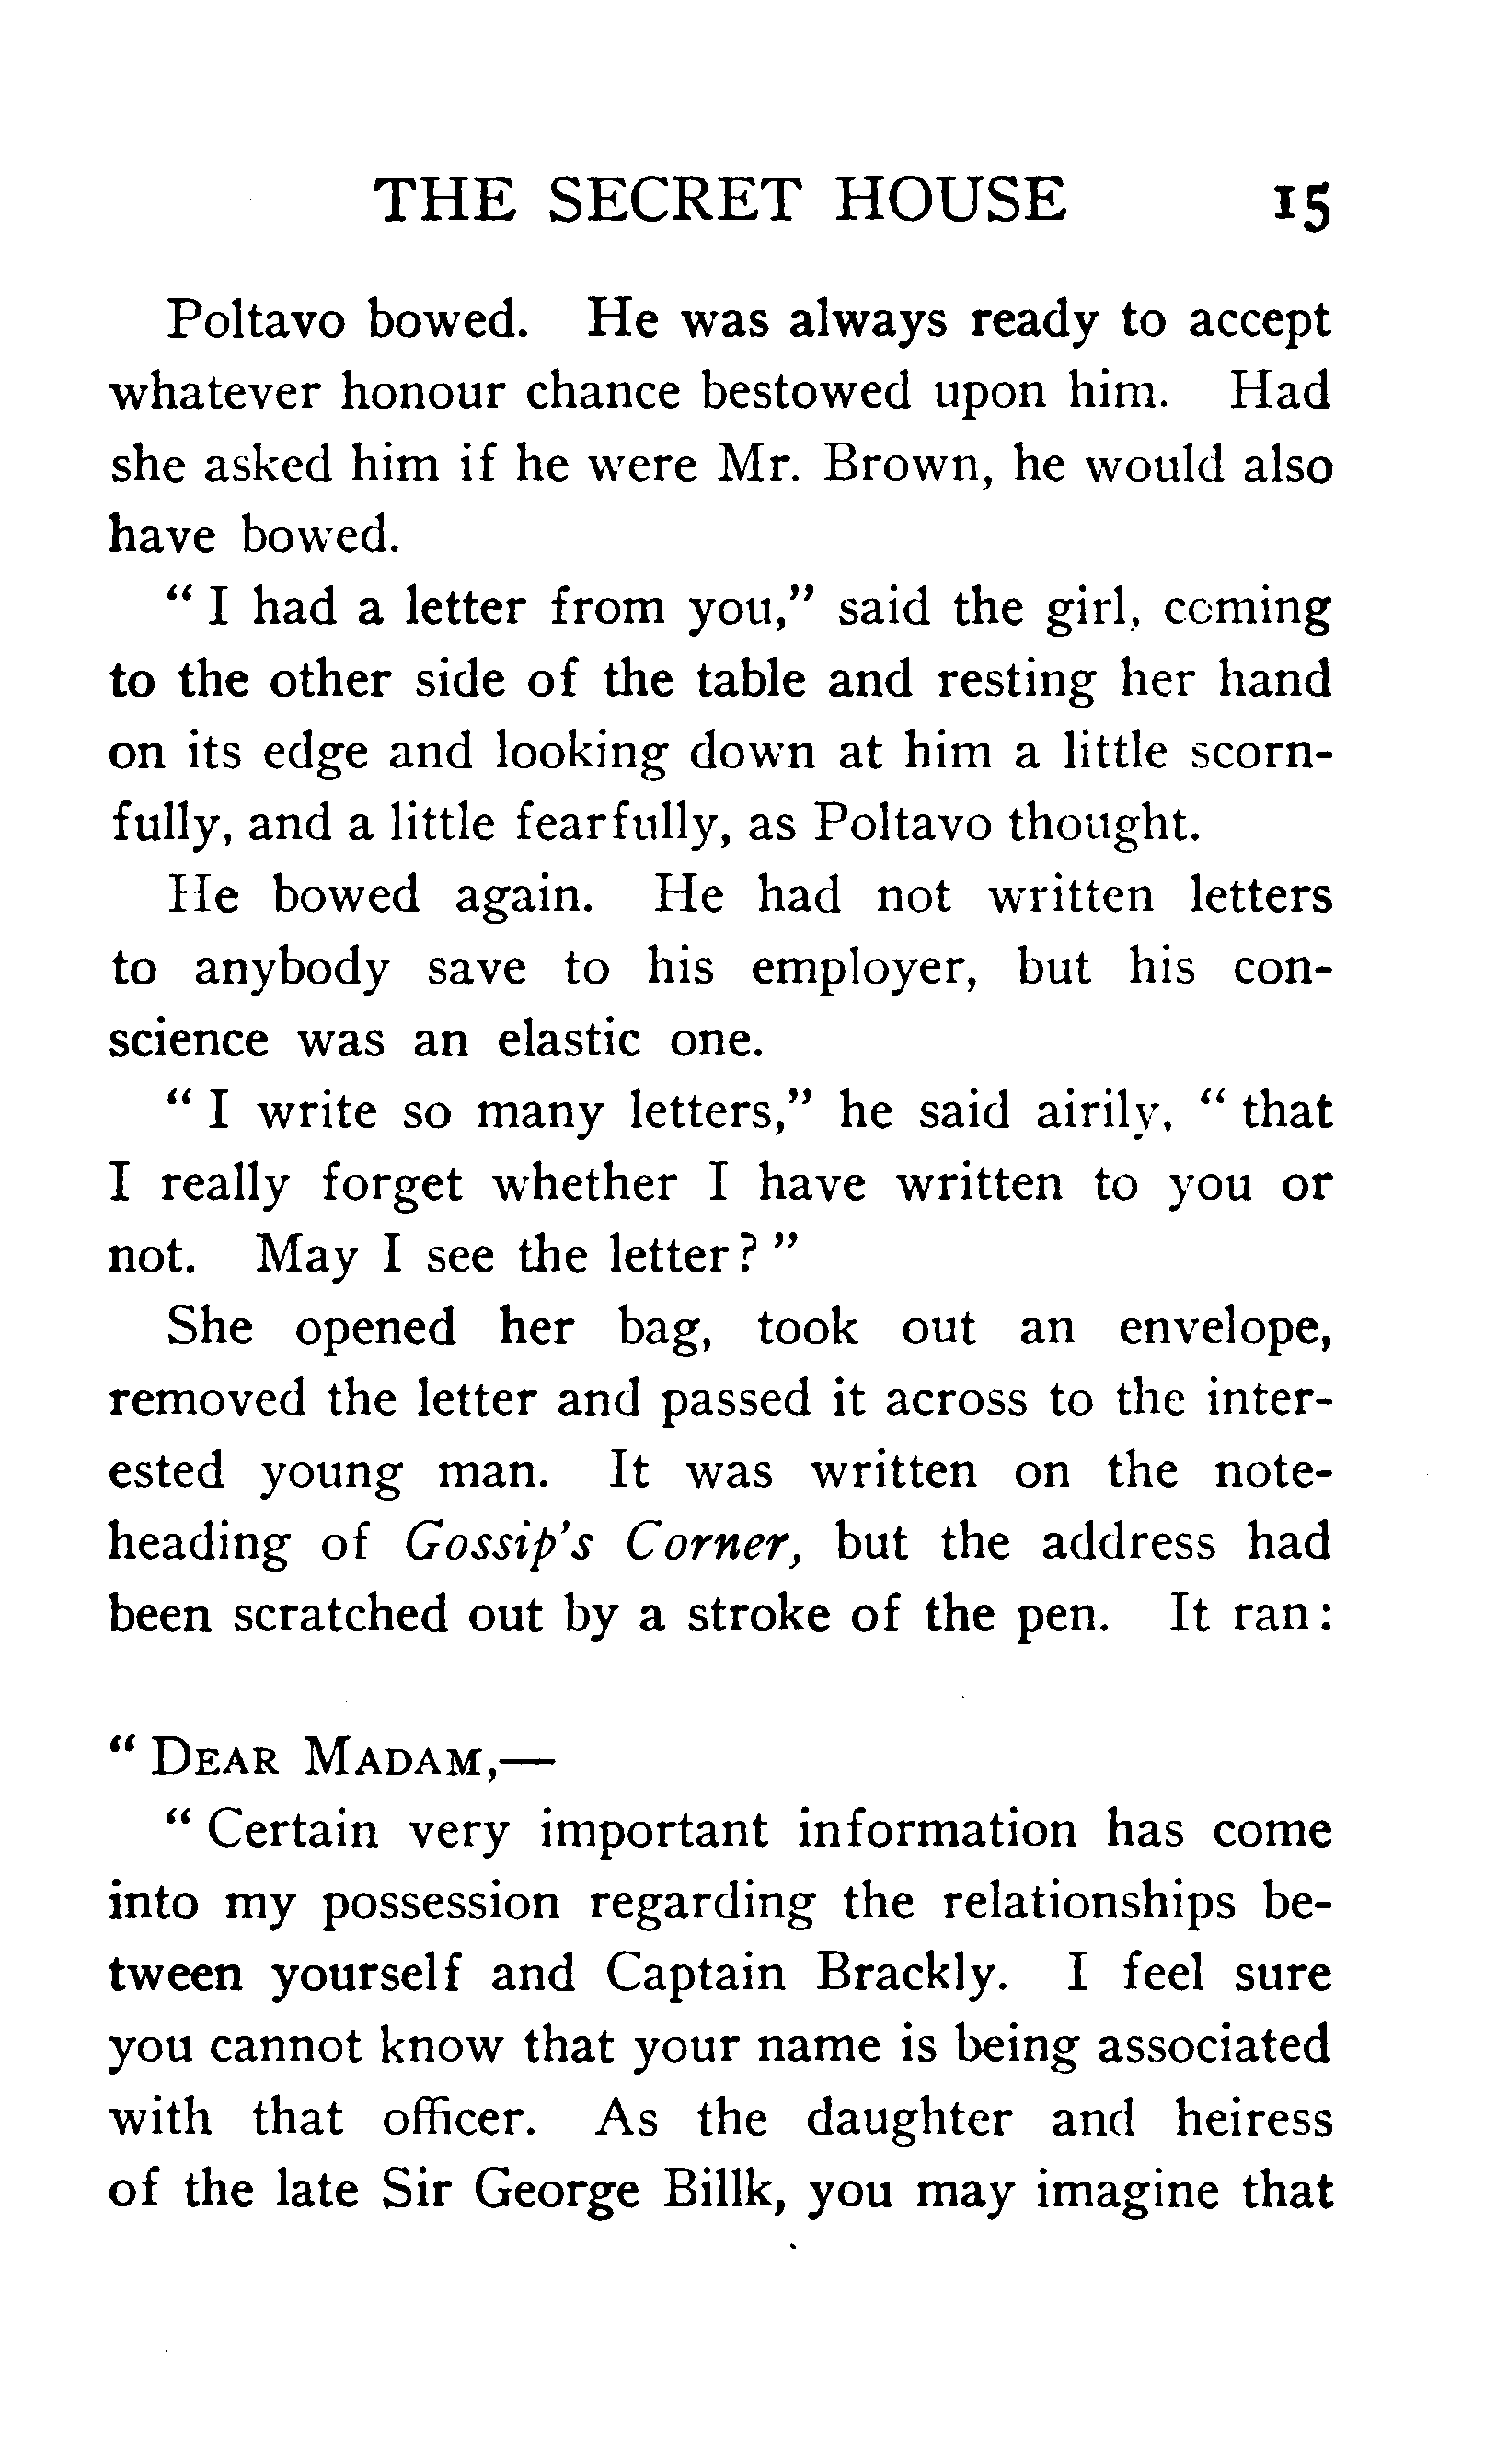 THE SECRET HOUSE 15
Poltavo bowed. He was always ready to accept
whatever honour chance bestowed upon him. Had
she asked him if he were Mr. Brown, he would also
have bowed.
" I had a letter from you," said the girl, coming
to the other side of the table and resting her hand
on its edge and looking down at him a little scorn-
fully, and a little fearfully, as Poltavo thought.
He bowed again. He had not written letters
to anybody save to his employer, but his con-
science was an elastic one.
" I write so many letters," he said airily, " that
I really forget whether I have written to you or
not. May I see the letter? "
She opened her bag, took out an envelope,
removed the letter and passed it across to the inter-
ested young man. It was written on the note-
heading of Gossip's Corner, but the address had
been scratched out by a stroke of the pen. It ran:
" DEAR MADAM,—
" Certain very important information has come
into my possession regarding the relationships be-
tween yourself and Captain Brackly. I feel sure
you cannot know that your name is being associated
with that officer. As the daughter and heiress
of the late Sir George Billk, you may imagine that